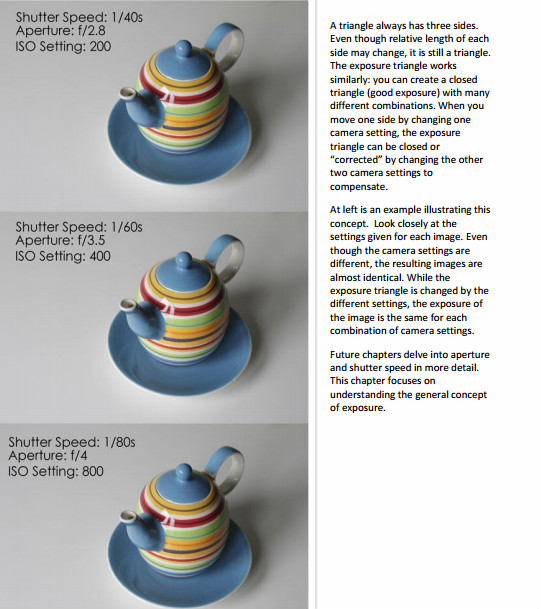 Shutter Speed: 1/40s
Aperture: f/2.8
ISO Setting: 200
Shutter Speed: 1/60s
Aperture: f/3.5
ISO Setting: 400
Shutter Speed: 1/80s
Aperture: f/4
ISO Setting: 800
A triangle always has three sides.
Even though relative length of each
side may change, it is still a triangle.
The exposure triangle works
similarly: you can create a closed
triangle (good exposure) with many
different combinations. When you
move one side by changing one
camera setting, the exposure
triangle can be closed or
“corrected” by changing the other
two camera settings to
compensate.
At left is an example illustrating this
concept.  Look closely at the
settings given for each image. Even
though the camera settings are
different, the resulting images are
almost identical. While the
exposure triangle is changed by the
different settings, the exposure of
the image is the same for each
combination of camera settings.
Future chapters delve into aperture
and shutter speed in more detail.
This chapter focuses on
understanding the general concept
of exposure.